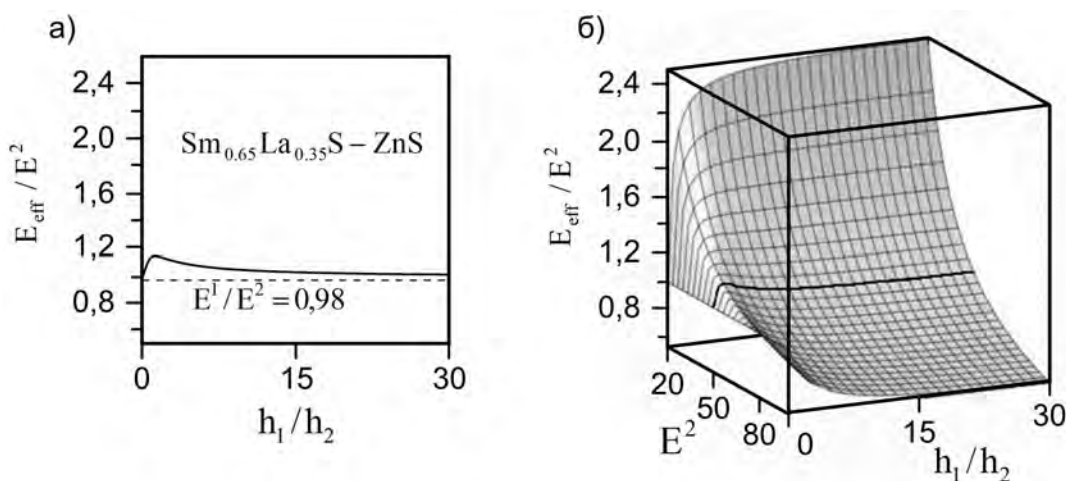 а)
2,4
2,0
1,6
1,2
0,8
E_eff / E^2
Sm_0.65 La_0.35 S – ZnS
E^1/E^2 = 0,98
0
15
30
h_1/h_2
б)
2,4
2,0
1,6
1,2
0,8
E_eff / E^2
20
50
80
E^2
0
15
30
h_1/h_2